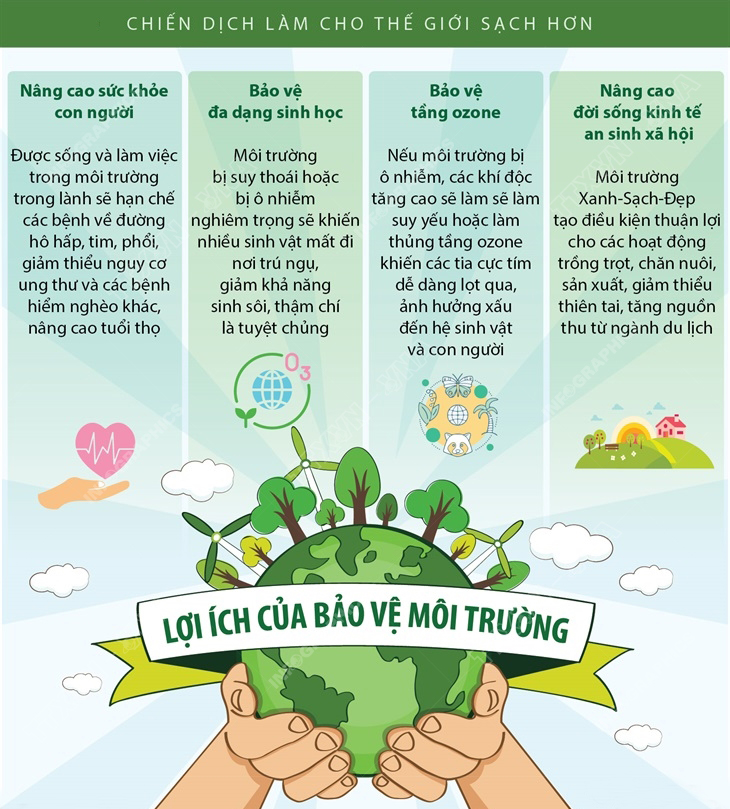 CHIẾN DỊCH LÀM CHO THẾ GIỚI SẠCH HƠN
Nâng cao sức khỏe
con người
Được sống và làm việc
trong môi trường
trong lành sẽ hạn chế
các bệnh về đường
hô hấp, tim, phổi,
giảm thiểu nguy cơ
ung thư và các bệnh
hiểm nghèo khác,
nâng cao tuổi thọ
Bảo vệ
đa dạng sinh học
Môi trường
bị suy thoái hoặc
bị ô nhiễm
nghiêm trọng sẽ khiến
nhiều sinh vật mất đi
nơi trú ngụ,
giảm khả năng
sinh sôi, thậm chí
là tuyệt chủng
O3
Bảo vệ
tầng ozone
Nếu môi trường bị
ô nhiễm, các khí độc
tăng cao sẽ làm sẽ làm
suy yếu hoặc làm
thủng tầng ozone
khiến các tia cực tím
dễ dàng lọt qua,
ảnh hưởng xấu
đến hệ sinh vật
và con người
Nâng cao
đời sống kinh tế
an sinh xã hội
Môi trường
Xanh-Sạch-Đẹp
tạo điều kiện thuận lợi
cho các hoạt động
trồng trọt, chăn nuôi,
sản xuất, giảm thiểu
thiên tai, tăng nguồn
thu từ ngành du lịch
LỢI ÍCH CỦA BẢO VỆ MÔI TRƯỜNG